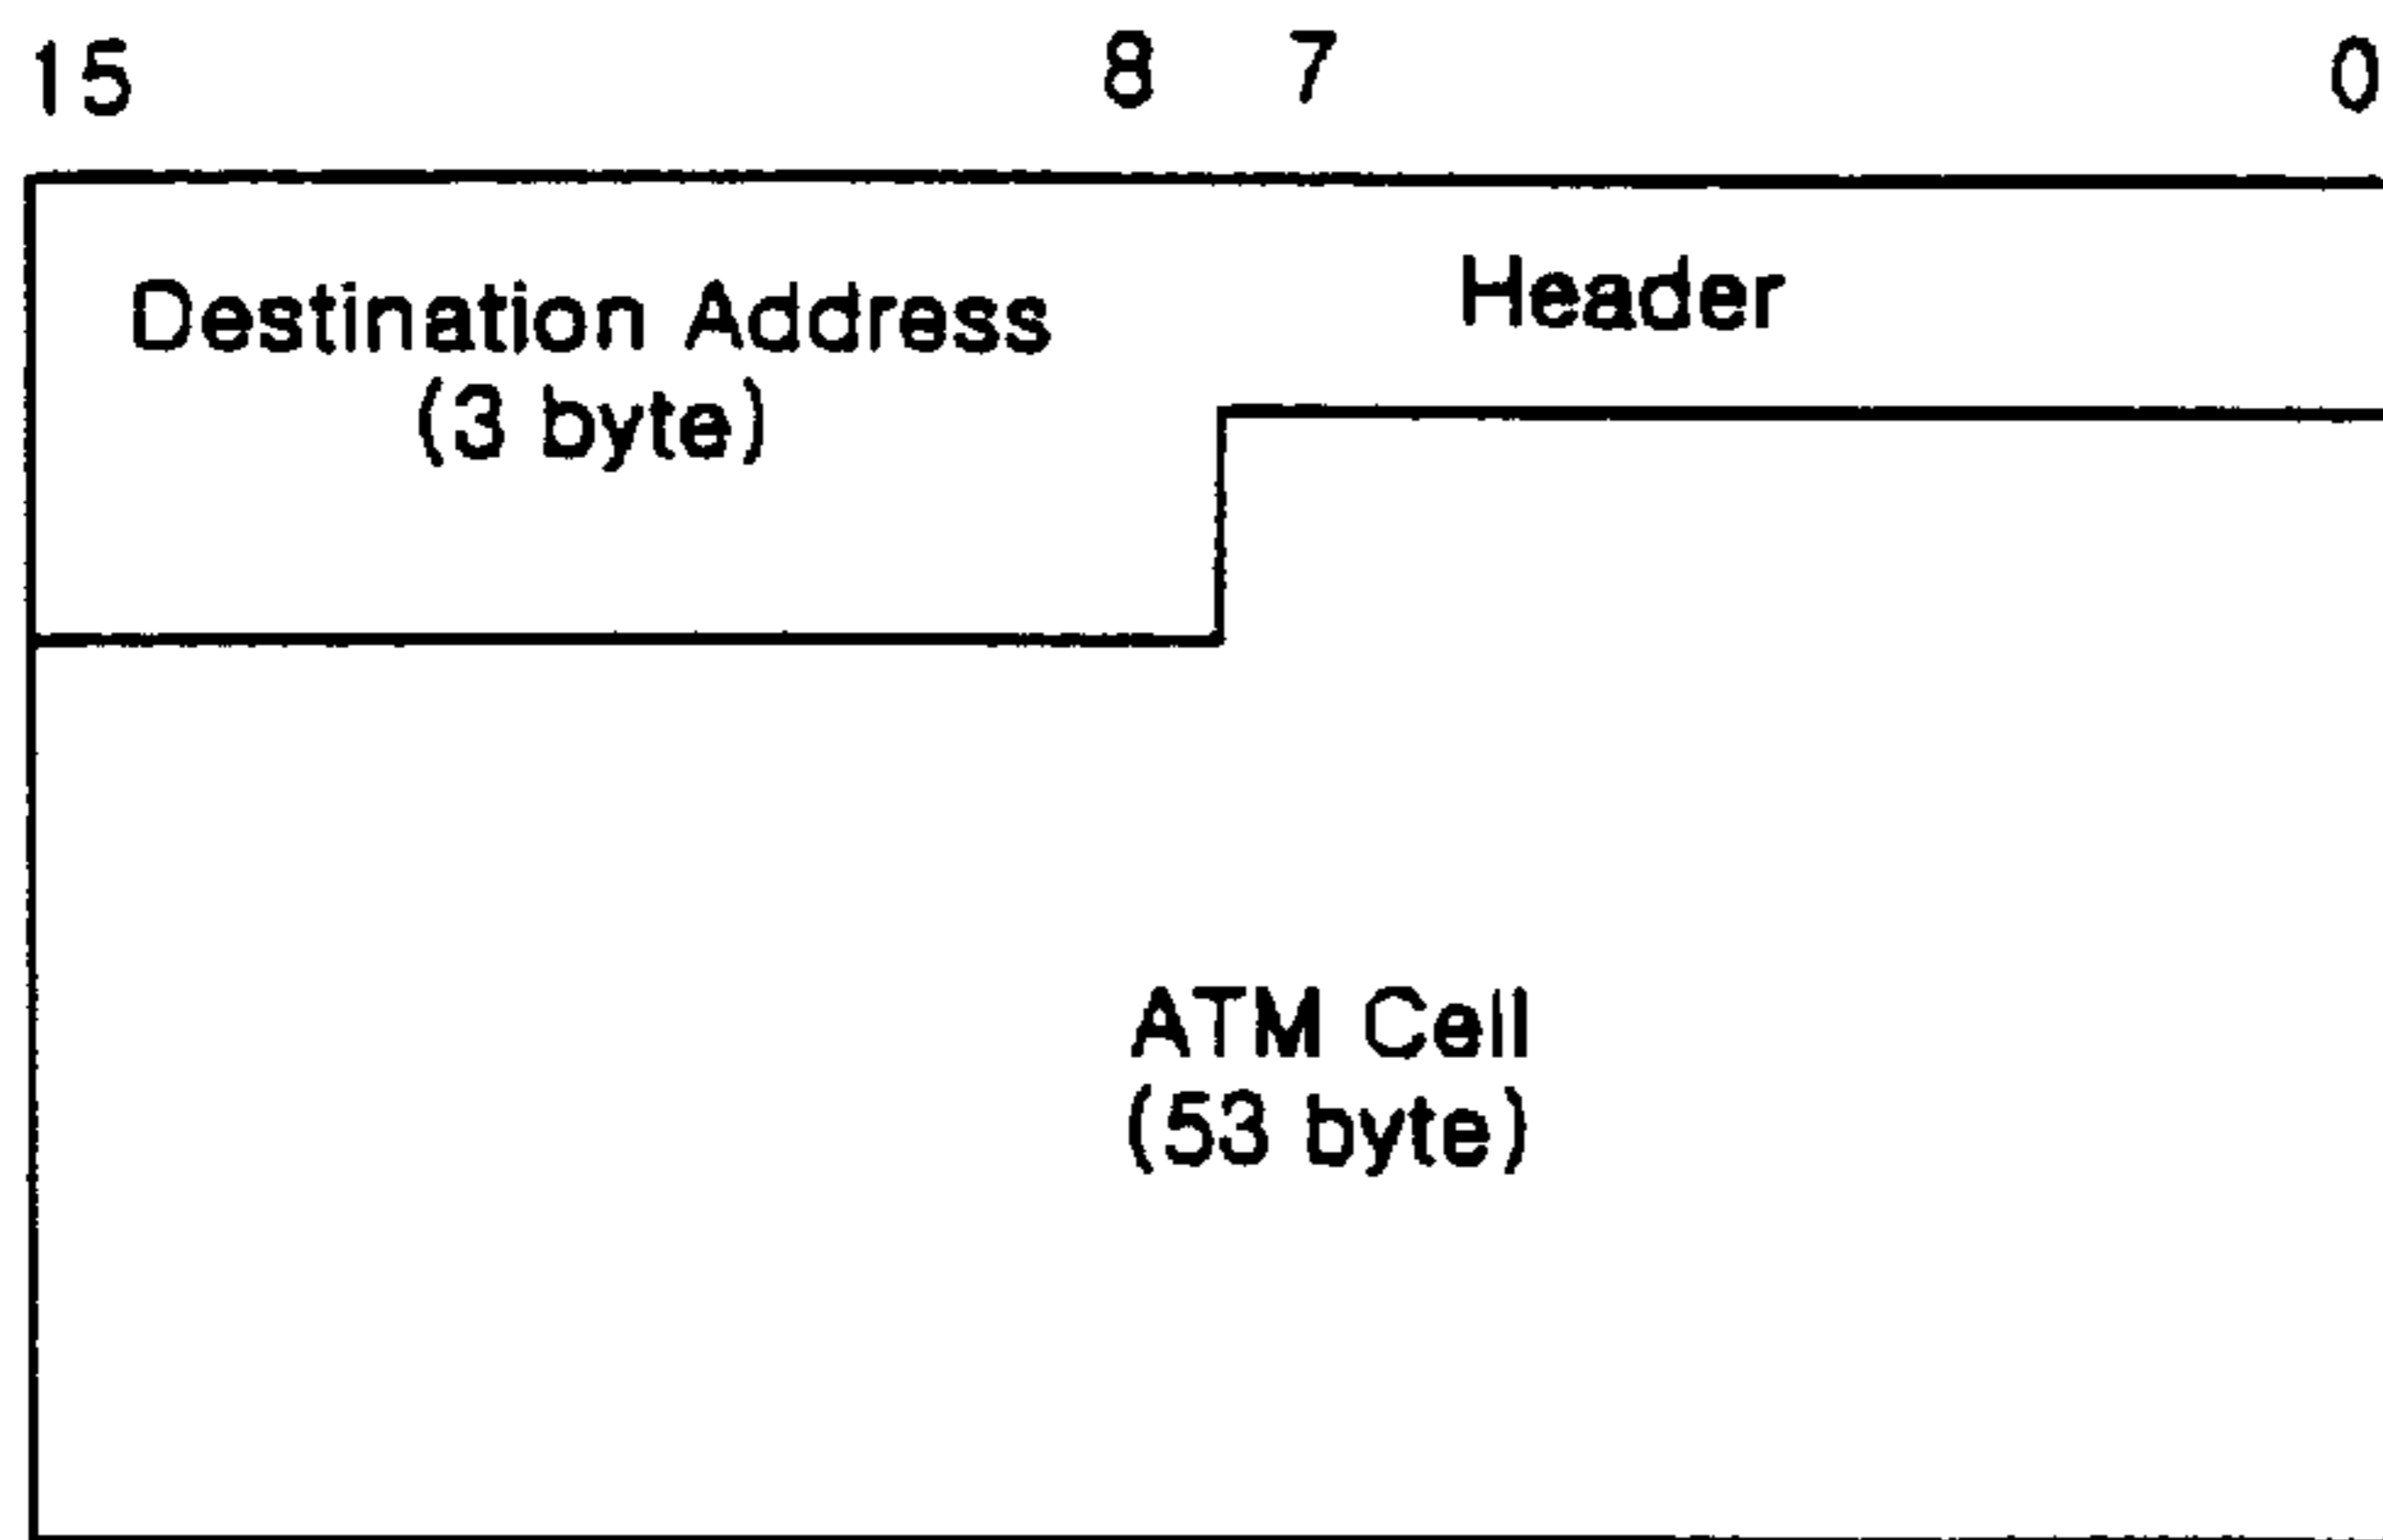 15 8 7 0
Destination Address
(3 byte)
Header
ATM Cell
(53 byte)